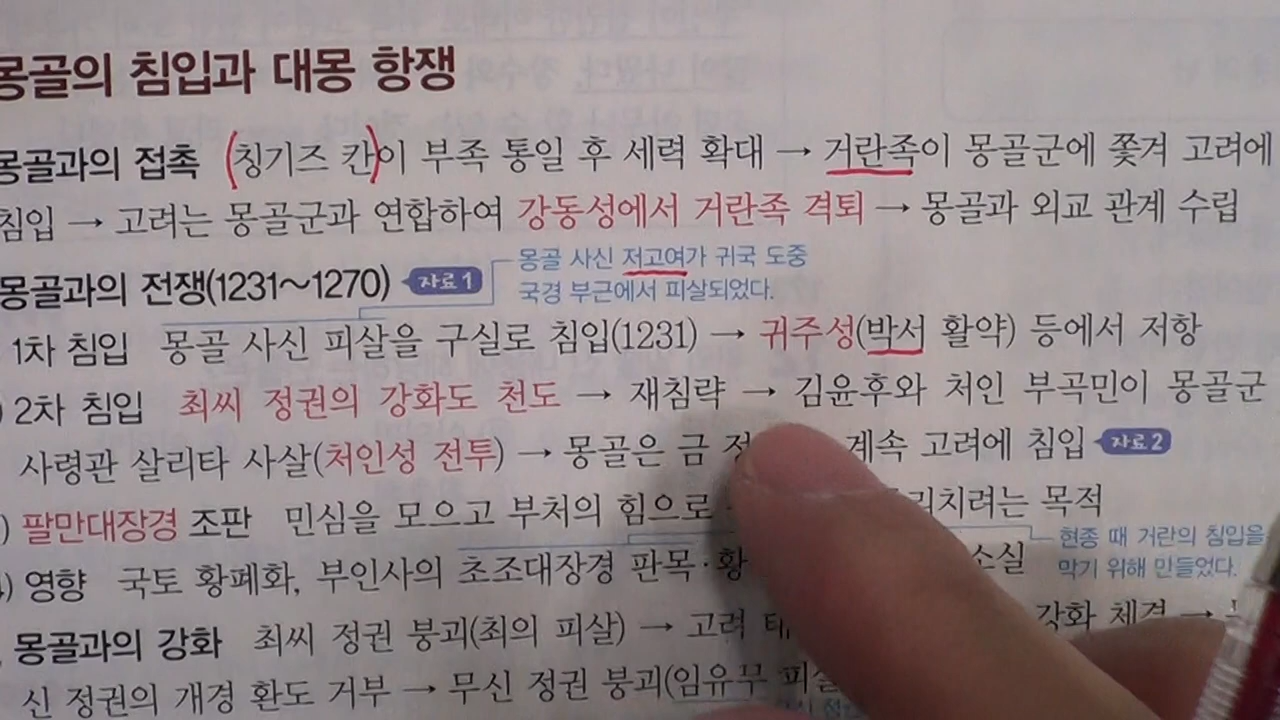 몽골의 침입과 대몽 항쟁
몽골과의 접촉 칭기즈 칸이 부족 통일 후 세력 확대 → 거란족이 몽골군에 쫓겨 고려에
침입 → 고려는 몽골군과 연합하여 강동성에서 거란족 격퇴 → 몽골과 외교 관계 수립
몽골과의 전쟁(1231~1270) 자료 1
몽골 사신 저고여가 귀국 도중
국경 부근에서 피살되었다.
1차 침입 몽골 사신 피살을 구실로 침입(1231) → 귀주성(박서 활약) 등에서 저항
) 2차 침입 최씨 정권의 강화도 천도 → 재침략 → 김윤후와 처인 부곡민이 몽골군
사령관 살리타 사살(처인성 전투) → 몽골은 금 계속 고려에 침입 자료 2
) 팔만대장경 조판 민심을 모으고 부처의 힘으로 목적
현종 때 거란의 침입을
막기 위해 만들었다.
4) 영향 국토 황폐화, 부인사의 초조대장경 판목·황 소실
몽골과의 강화 최씨 정권 붕괴(최의 피살) → 고려 강화 체결 →
신 정권의 개경 환도 거부 → 무신 정권 붕괴(임유무 피살